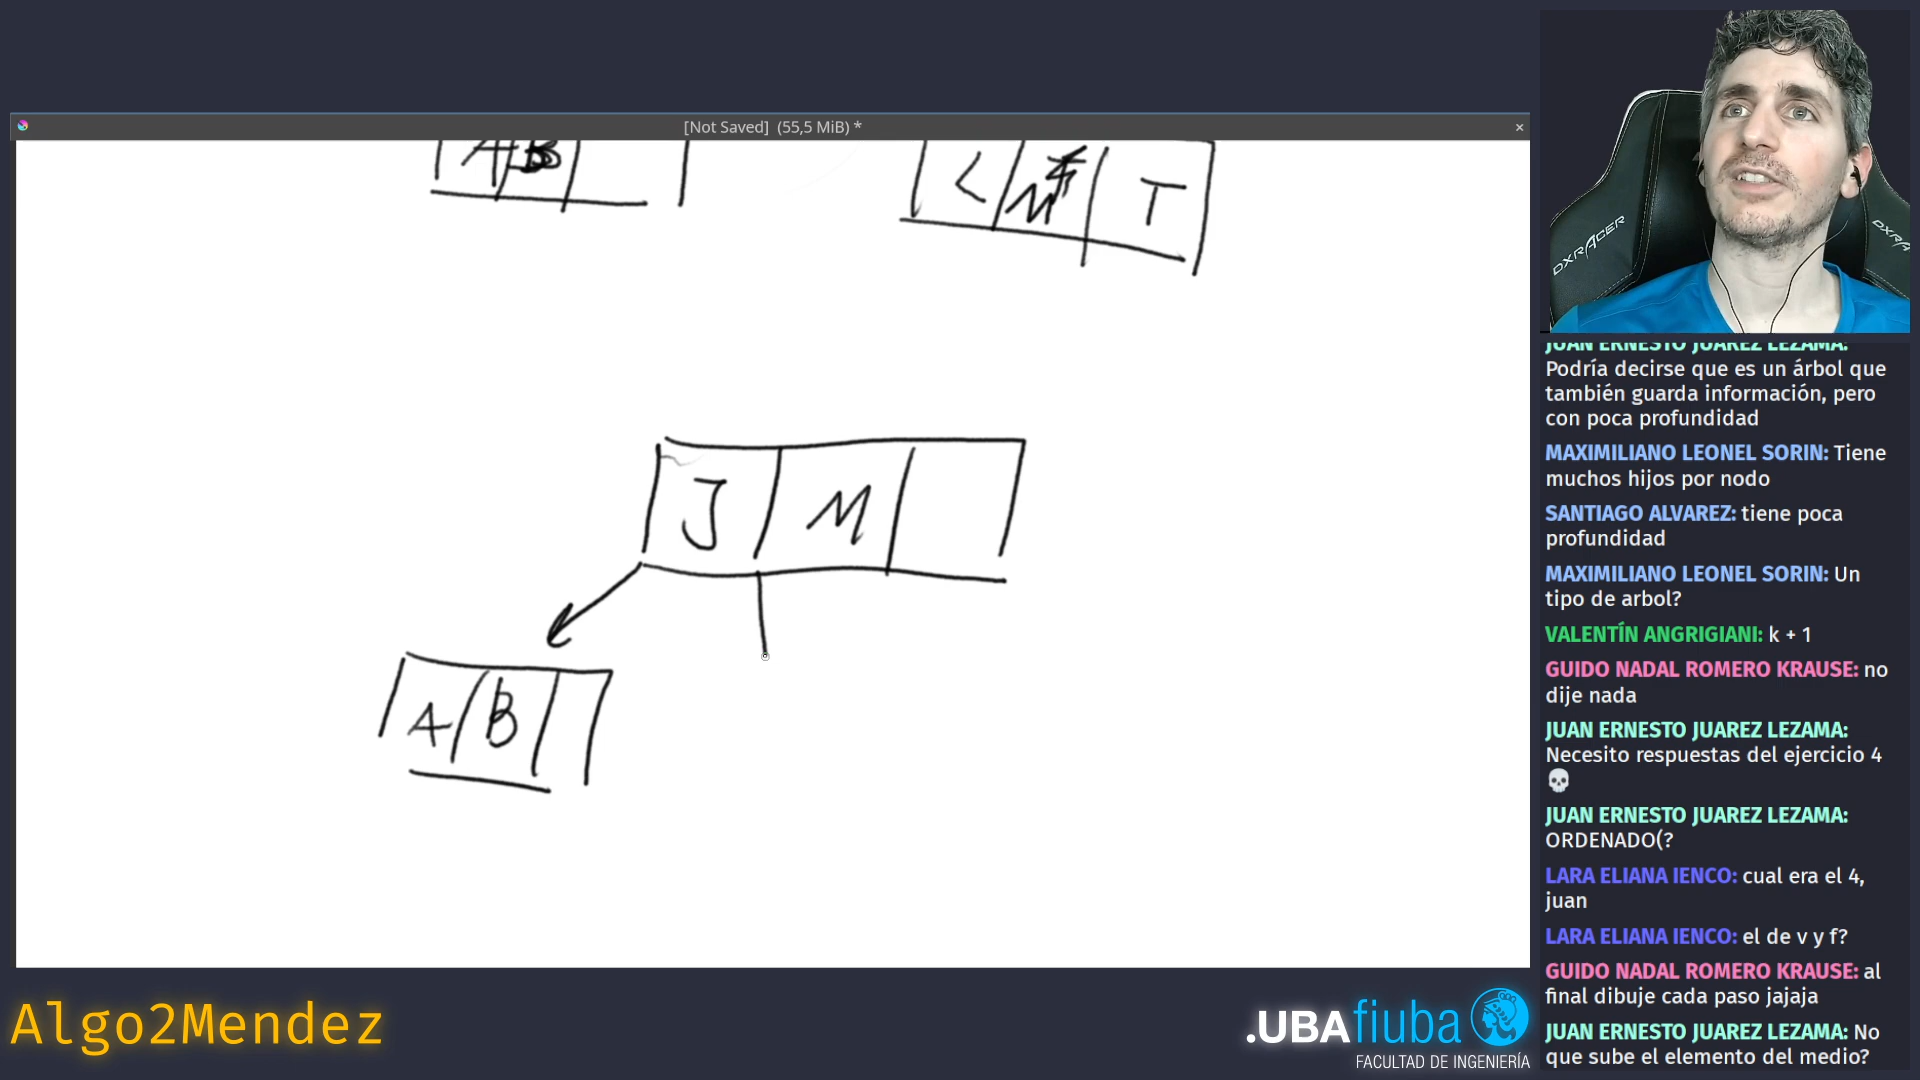 [Not Saved] (55,5 MiB) *
×
A B
L M T
J M
A B
DXRACER
JUAN ERNESTO JUAREZ LEZAMA:
Podría decirse que es un árbol que
también guarda información, pero
con poca profundidad
MAXIMILIANO LEONEL SORIN: Tiene
muchos hijos por nodo
SANTIAGO ALVAREZ: tiene poca
profundidad
MAXIMILIANO LEONEL SORIN: Un
tipo de arbol?
VALENTÍN ANGRIGIANI: k + 1
GUIDO NADAL ROMERO KRAUSE: no
dije nada
JUAN ERNESTO JUAREZ LEZAMA:
Necesito respuestas del ejercicio 4
💀
JUAN ERNESTO JUAREZ LEZAMA:
ORDENADO(?
LARA ELIANA IENCO: cual era el 4,
juan
LARA ELIANA IENCO: el de v y f?
GUIDO NADAL ROMERO KRAUSE: al
final dibuje cada paso jajaja
JUAN ERNESTO JUAREZ LEZAMA: No
que sube el elemento del medio?
Algo2Mendez
.UBAfiuba
FACULTAD DE INGENIERÍA